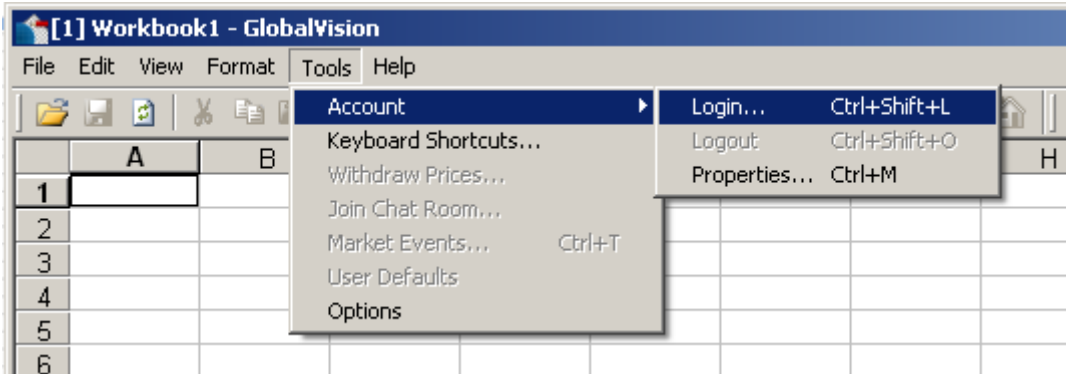 [1] Workbook1 - GlobalVision
File Edit View Format Tools Help
Account Login... Ctrl+Shift+L
Keyboard Shortcuts... Logout Ctrl+Shift+O
A B H
Withdraw Prices... Properties... Ctrl+M
1
Join Chat Room...
2
Market Events... Ctrl+T
3
User Defaults
4
Options
5
6